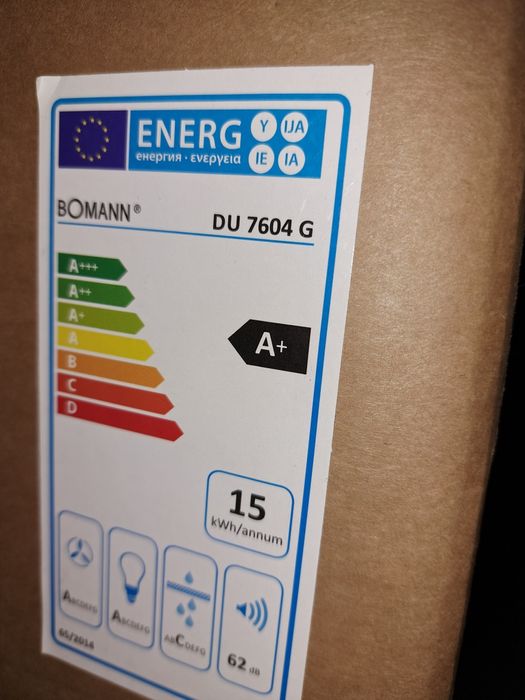 ENERG Y IJA
енергия · ενεργεια IE IA
BOMANN®
DU 7604 G
A+++
A++
A+
A
B
C
D
A+
15
kWh/annum
ABCDEFG
ABCDEFG
ABCDEFG
62 dB
65/2014